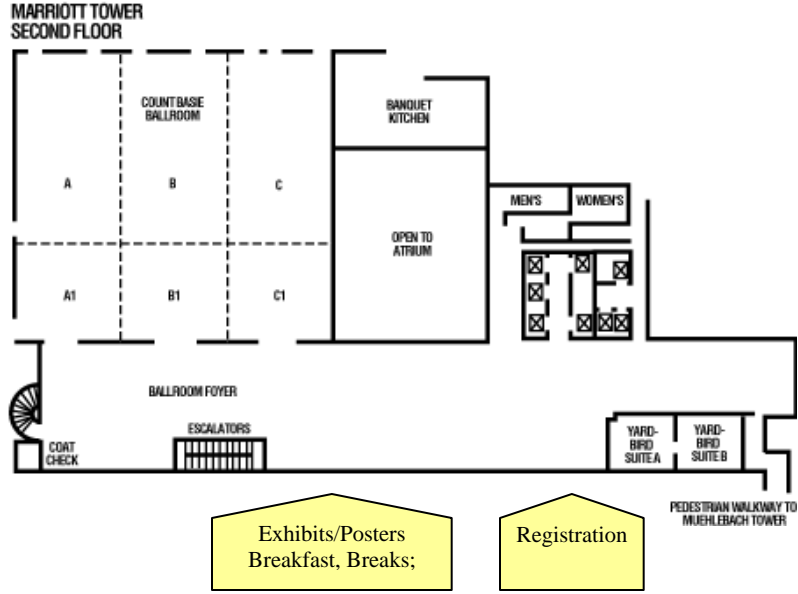 MARRIOTT TOWER
SECOND FLOOR
COUNT BASIE
BALLROOM
BANQUET
KITCHEN
A
B
C
MEN'S
WOMEN'S
OPEN TO
ATRIUM
A1
B1
C1
BALLROOM FOYER
ESCALATORS
COAT
CHECK
YARD-
BIRD
SUITE A
YARD-
BIRD
SUITE B
PEDESTRIAN WALKWAY TO
MUEHLEBACH TOWER
Exhibits/Posters
Breakfast, Breaks;
Registration